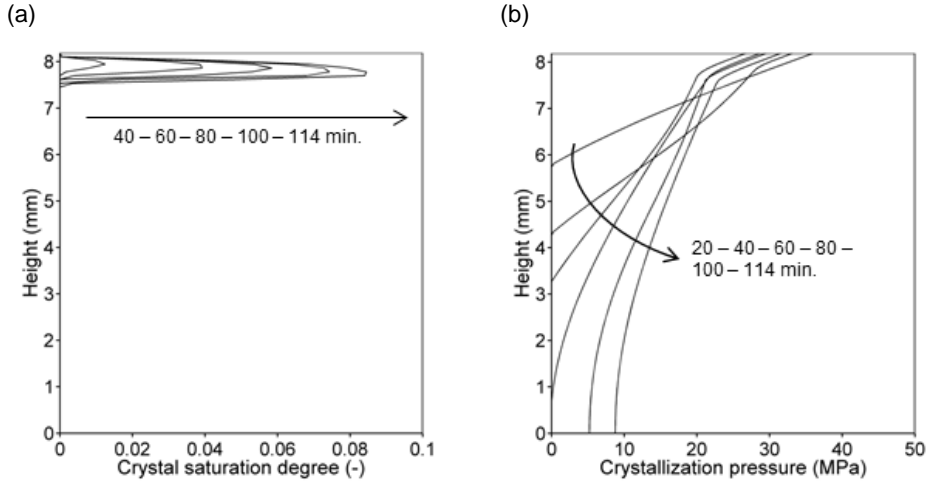 (a)
8
7
6
5
4
3
2
1
0
Height (mm)
40 – 60 – 80 – 100 – 114 min.
0 0.02 0.04 0.06 0.08 0.1
Crystal saturation degree (-)
(b)
8
7
6
5
4
3
2
1
0
Height (mm)
20 – 40 – 60 – 80 –
100 – 114 min.
0 10 20 30 40 50
Crystallization pressure (MPa)